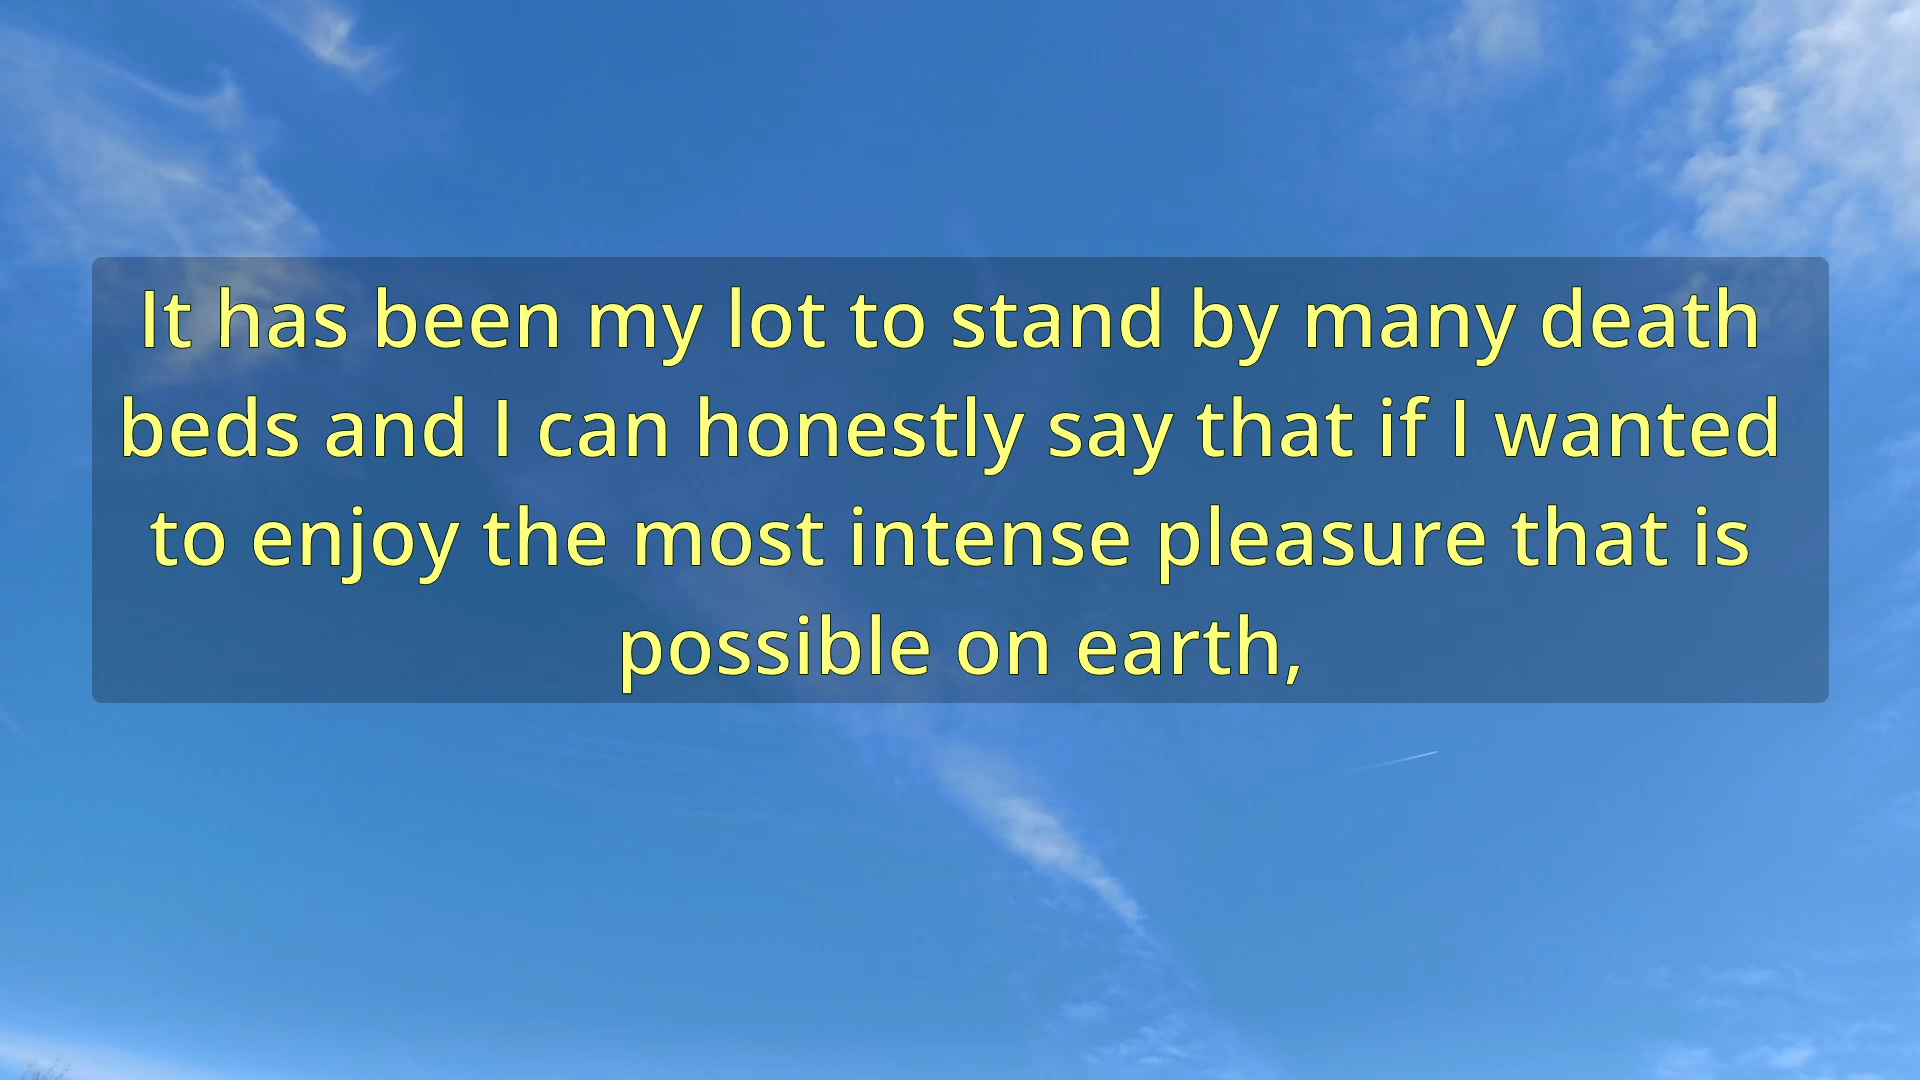 It has been my lot to stand by many death
beds and I can honestly say that if I wanted
to enjoy the most intense pleasure that is
possible on earth,